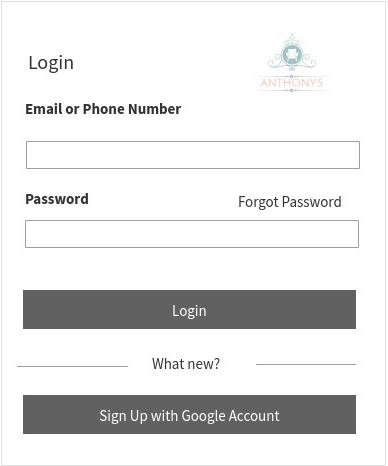 Login
ANTHONY'S
Email or Phone Number
Password
Forgot Password
Login
What new?
Sign Up with Google Account